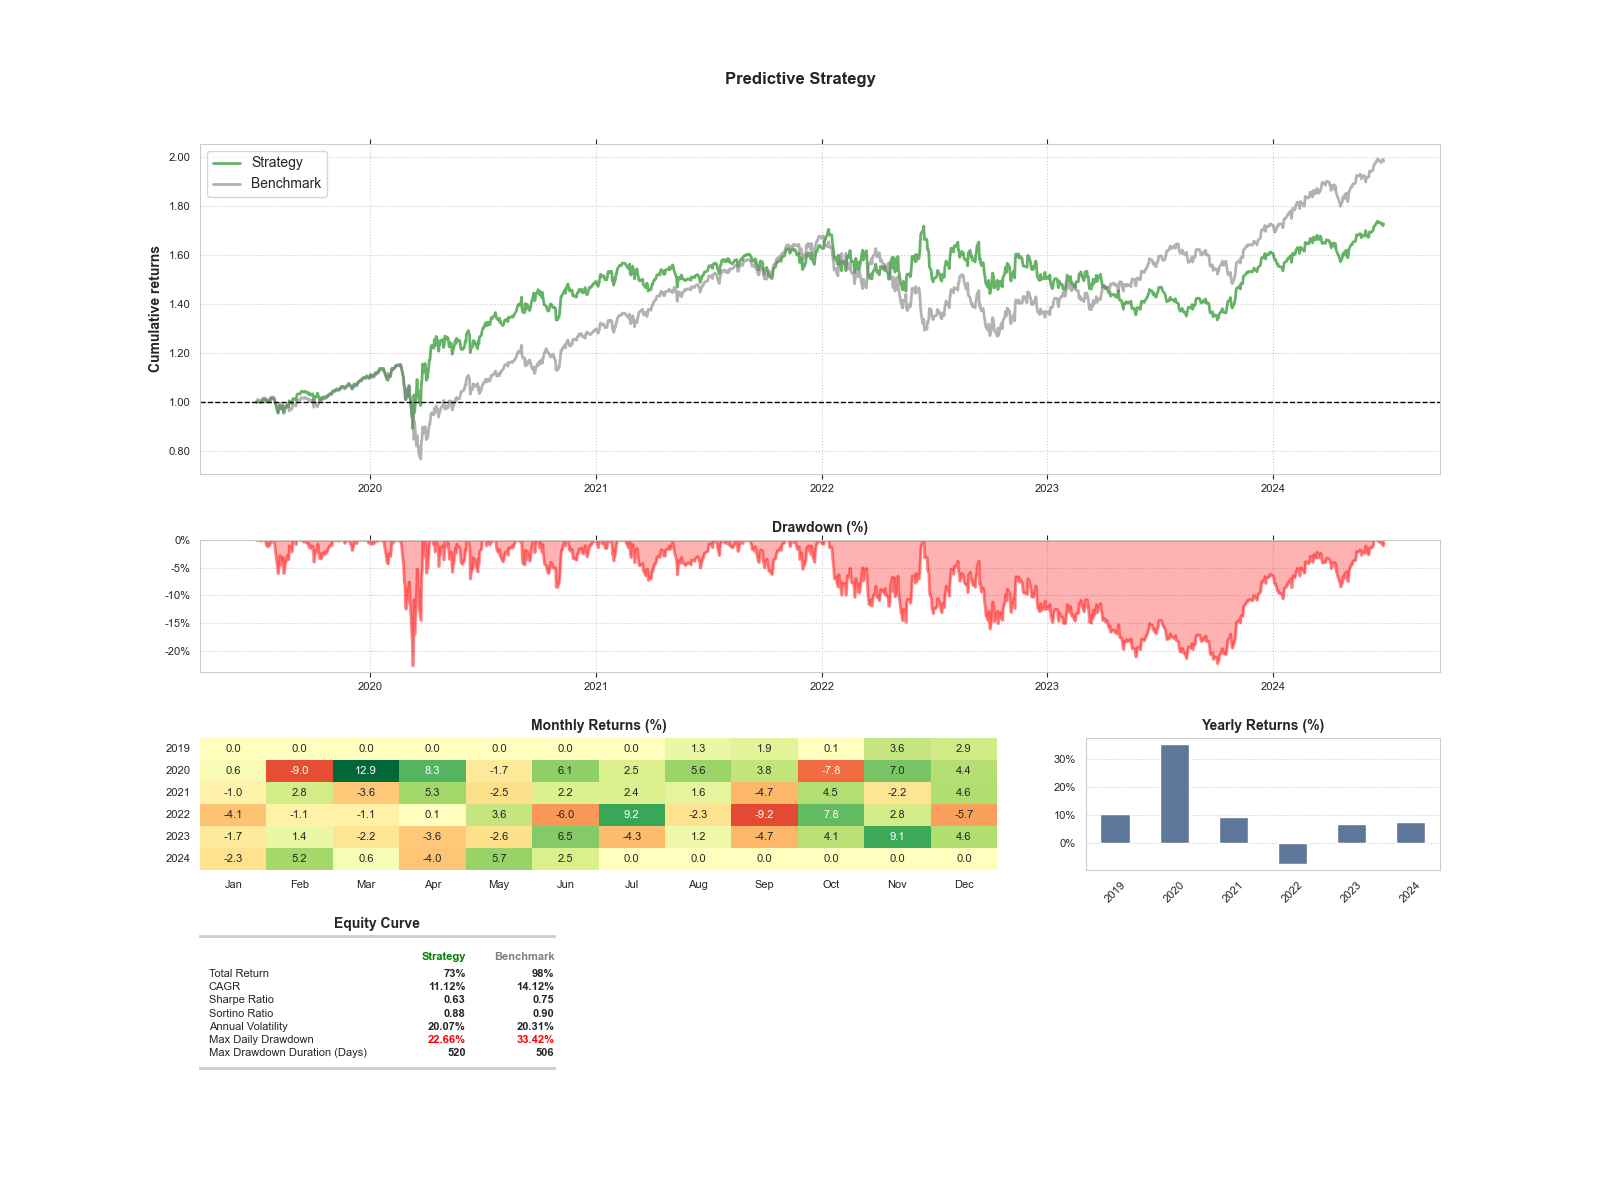 Predictive Strategy
Strategy
Benchmark
Cumulative returns
2.00
1.80
1.60
1.40
1.20
1.00
0.80
2020 2021 2022 2023 2024
Drawdown (%)
0%
-5%
-10%
-15%
-20%
2020 2021 2022 2023 2024
Monthly Returns (%)
2019 0.0 0.0 0.0 0.0 0.0 0.0 0.0 1.3 1.9 0.1 3.6 2.9
2020 0.6 -9.0 12.9 8.3 -1.7 6.1 2.5 5.6 3.8 -7.8 7.0 4.4
2021 -1.0 2.8 -3.6 5.3 -2.5 2.2 2.4 1.6 -4.7 4.5 -2.2 4.6
2022 -4.1 -1.1 -1.1 0.1 3.6 -6.0 9.2 -2.3 -9.2 7.8 2.8 -5.7
2023 -1.7 1.4 -2.2 -3.6 -2.6 6.5 -4.3 1.2 -4.7 4.1 9.1 4.6
2024 -2.3 5.2 0.6 -4.0 5.7 2.5 0.0 0.0 0.0 0.0 0.0 0.0
Jan Feb Mar Apr May Jun Jul Aug Sep Oct Nov Dec
Yearly Returns (%)
30%
20%
10%
0%
2019 2020 2021 2022 2023 2024
Equity Curve
Strategy Benchmark
Total Return 73% 98%
CAGR 11.12% 14.12%
Sharpe Ratio 0.63 0.75
Sortino Ratio 0.88 0.90
Annual Volatility 20.07% 20.31%
Max Daily Drawdown 22.66% 33.42%
Max Drawdown Duration (Days) 520 506